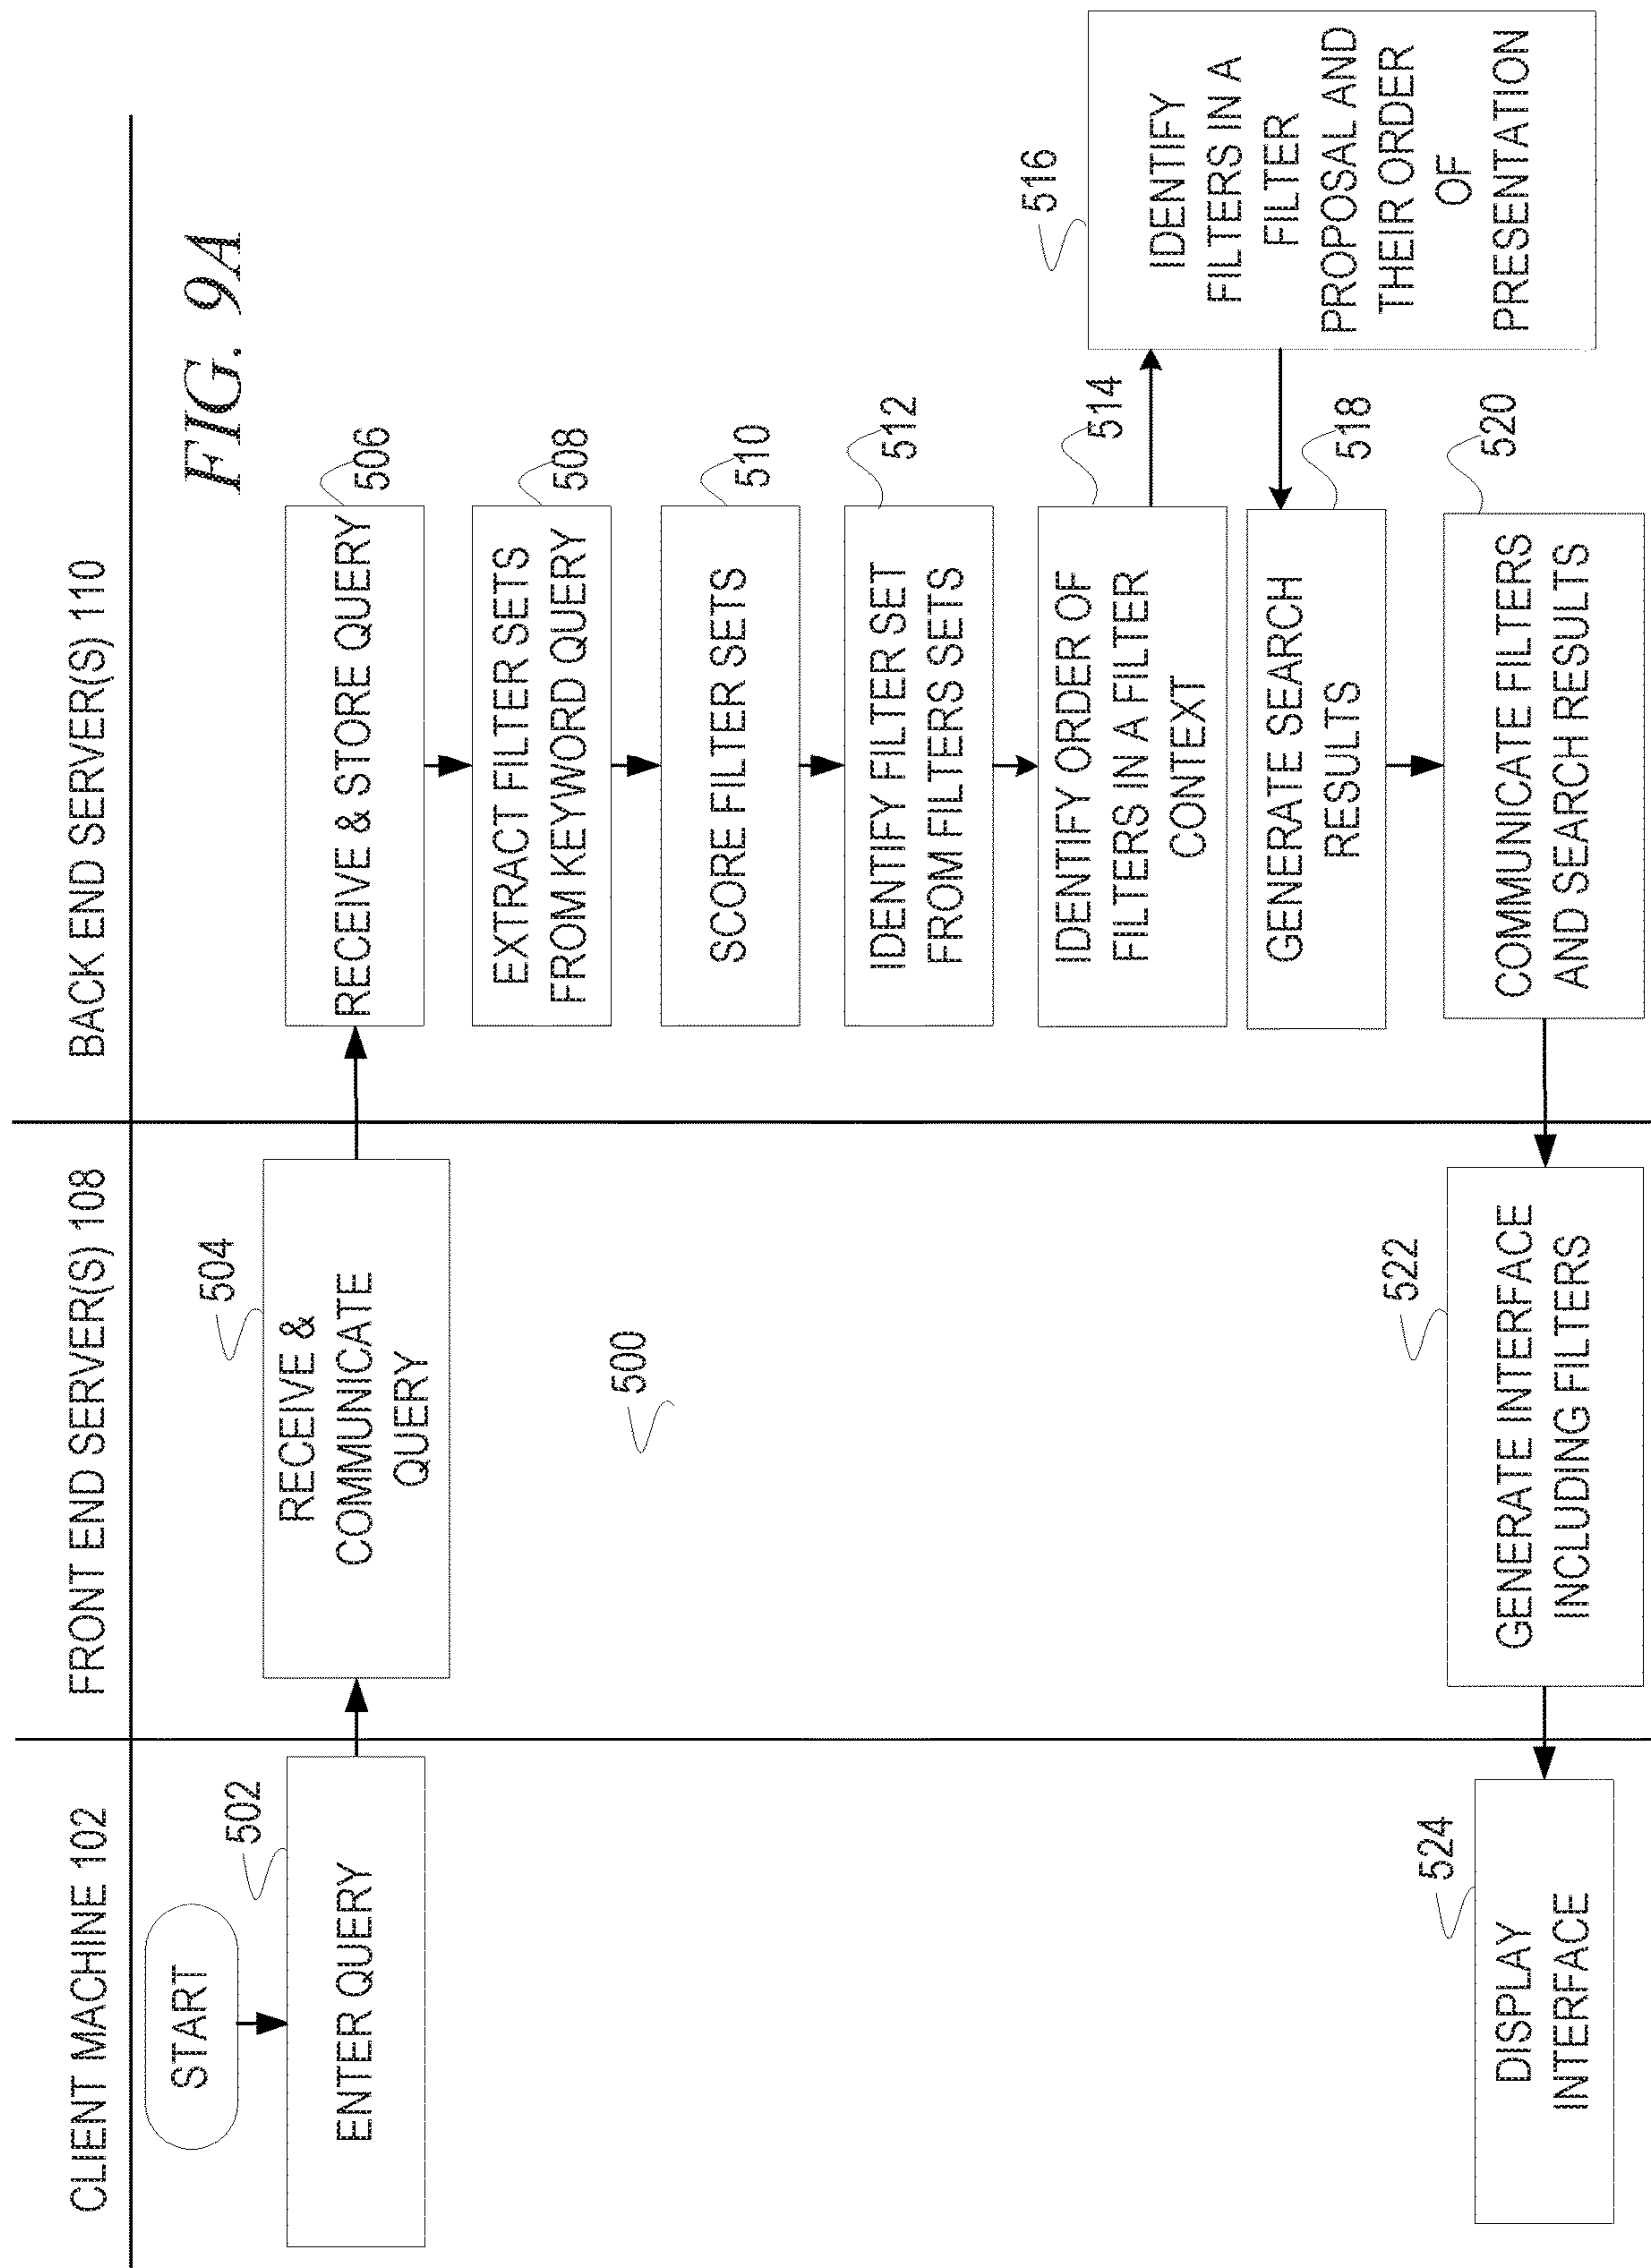 CLIENT MACHINE 102
FRONT END SERVER(S) 108
BACK END SERVER(S) 110
FIG. 9A
START
502
ENTER QUERY
504
RECEIVE &
COMMUNICATE
QUERY
RECEIVE & STORE QUERY
506
EXTRACT FILTER SETS
FROM KEYWORD QUERY
508
500
SCORE FILTER SETS
510
IDENTIFY FILTER SET
FROM FILTERS SETS
512
IDENTIFY ORDER OF
FILTERS IN A FILTER
CONTEXT
514
516
IDENTIFY
FILTERS IN A
FILTER
PROPOSAL AND
THEIR ORDER
OF
PRESENTATION
GENERATE SEARCH
RESULTS
518
COMMUNICATE FILTERS
AND SEARCH RESULTS
520
522
GENERATE INTERFACE
INCLUDING FILTERS
524
DISPLAY
INTERFACE